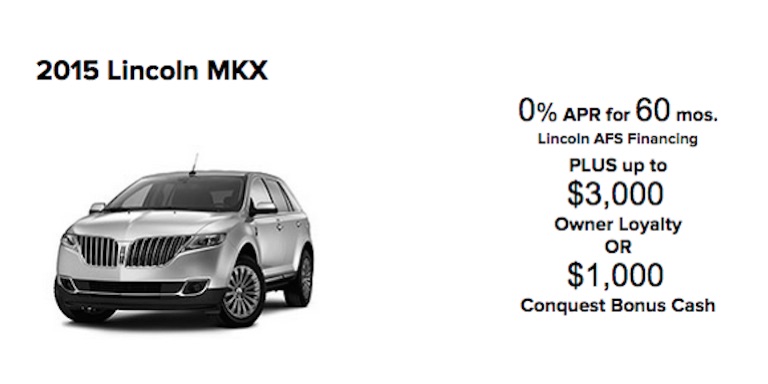 2015 Lincoln MKX
0% APR for 60 mos.
Lincoln AFS Financing
PLUS up to
$3,000
Owner Loyalty
OR
$1,000
Conquest Bonus Cash